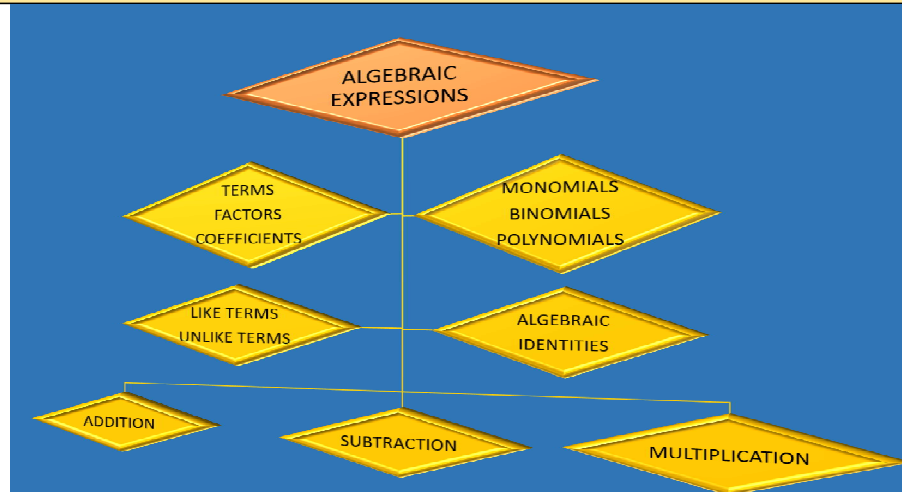 ALGEBRAIC
EXPRESSIONS
TERMS
FACTORS
COEFFICIENTS
MONOMIALS
BINOMIALS
POLYNOMIALS
LIKE TERMS
UNLIKE TERMS
ALGEBRAIC
IDENTITIES
ADDITION
SUBTRACTION
MULTIPLICATION